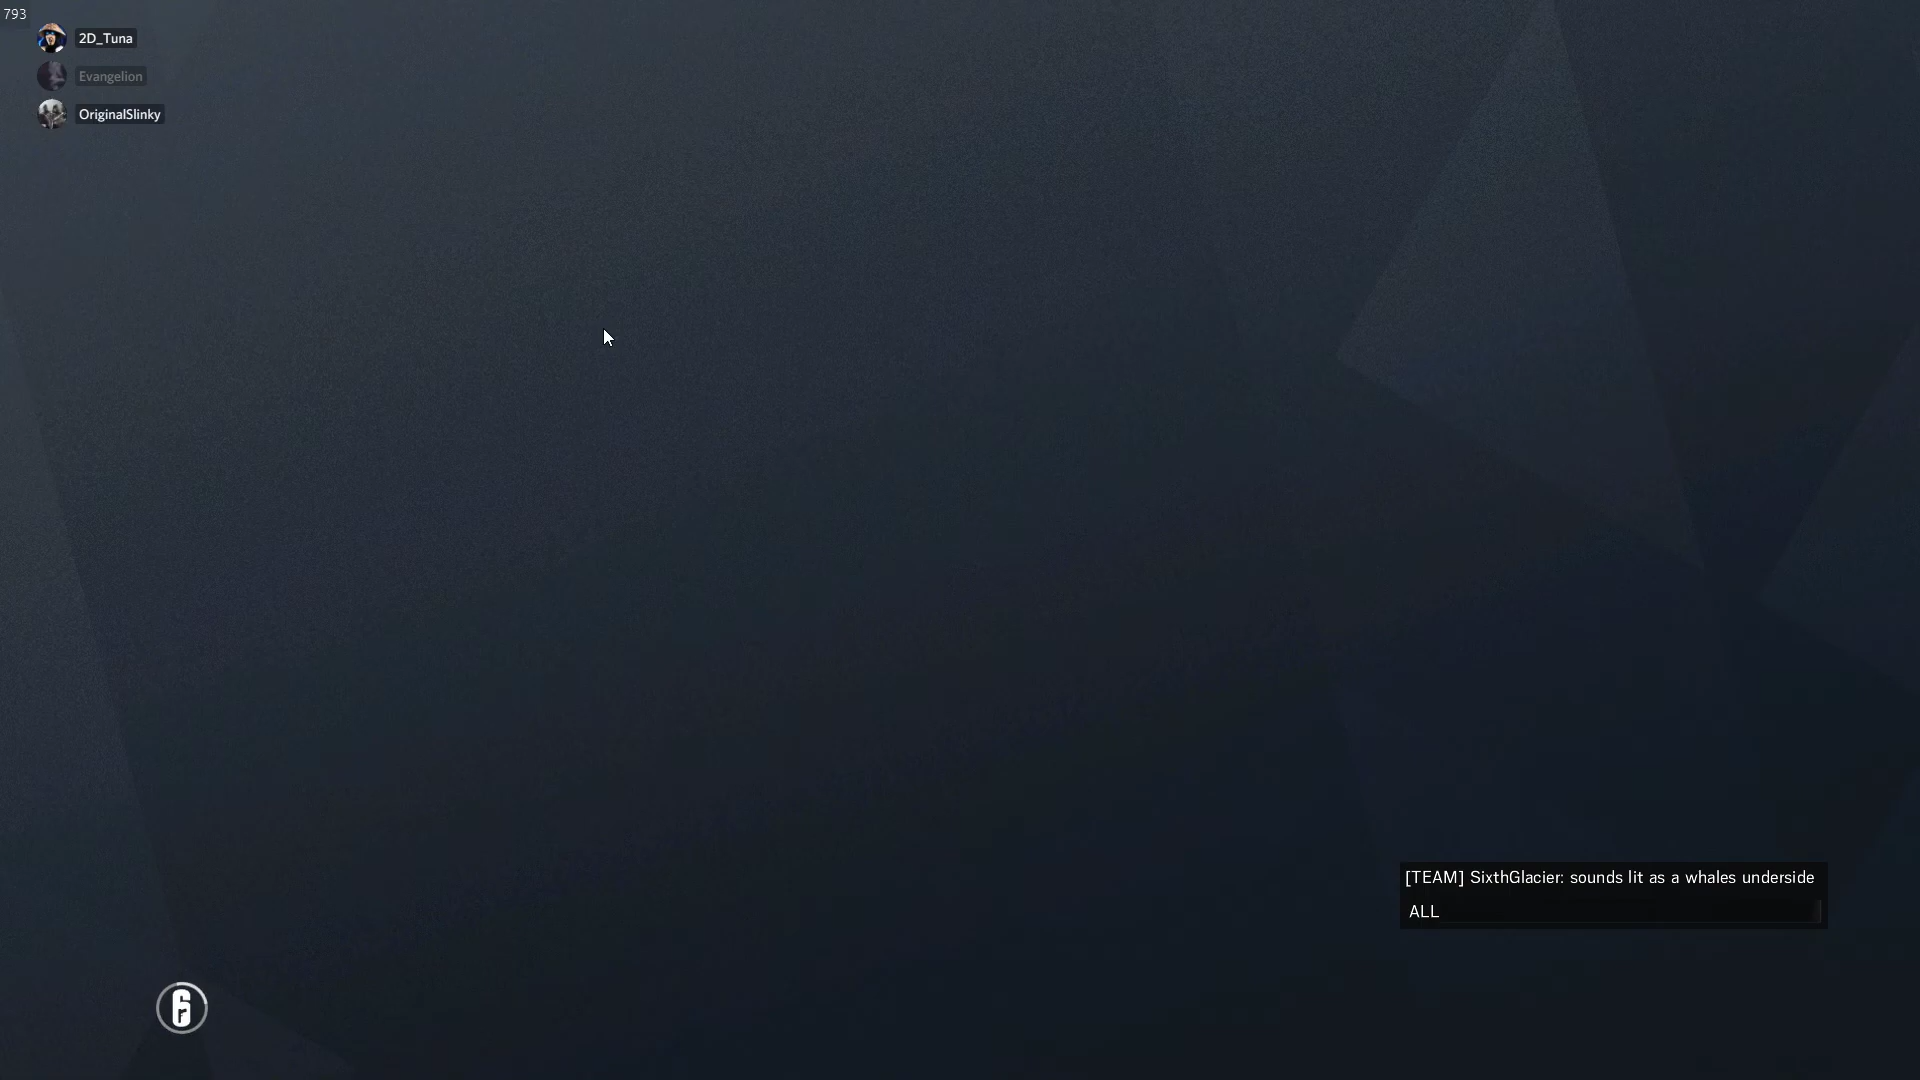 793
2D_Tuna
Evangelion
OriginalSlinky
[TEAM] SixthGlacier: sounds lit as a whales underside
ALL